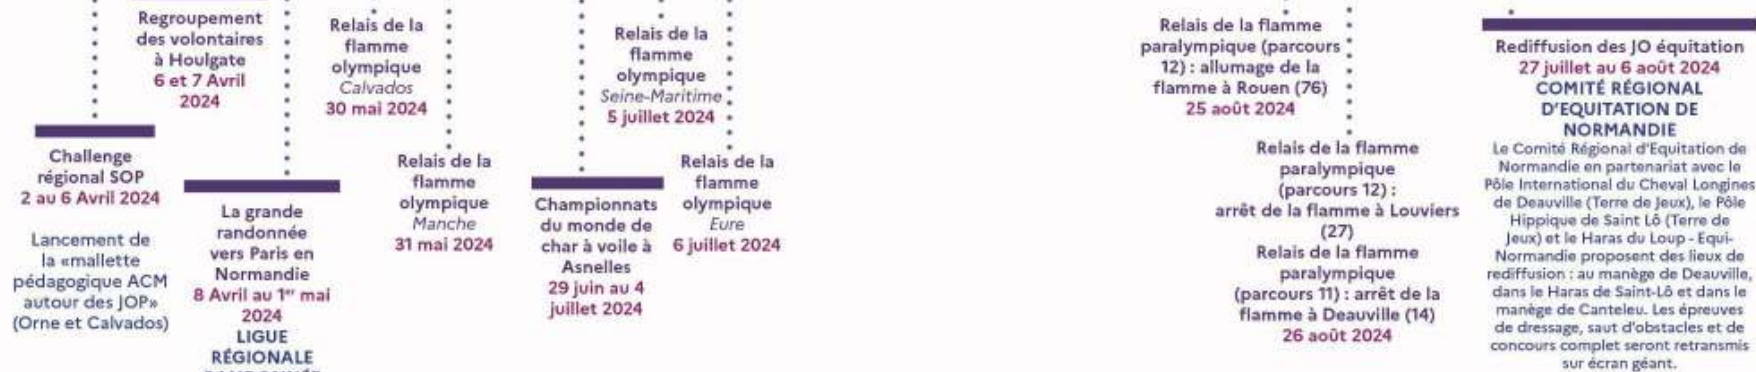 Regroupement
des volontaires
à Houlgate
6 et 7 Avril
2024
Challenge
régional SOP
2 au 6 Avril 2024
Lancement de
la «mallette
pédagogique ACM
autour des JOP»
(Orne et Calvados)
La grande
randonnée
vers Paris en
Normandie
8 Avril au 1er mai
2024
LIGUE
RÉGIONALE
Relais de la
flamme
olympique
Calvados
30 mai 2024
Relais de la
flamme
olympique
Manche
31 mai 2024
Championnats
du monde de
char à voile à
Asnelles
29 juin au 4
juillet 2024
Relais de la
flamme
olympique
Seine-Maritime
5 juillet 2024
Relais de la
flamme
olympique
Eure
6 juillet 2024
Relais de la flamme
paralympique (parcours
12) : allumage de la
flamme à Rouen (76)
25 août 2024
Relais de la flamme
paralympique
(parcours 12) :
arrêt de la flamme à Louviers
(27)
Relais de la flamme
paralympique
(parcours 11) : arrêt de la
flamme à Deauville (14)
26 août 2024
Rediffusion des JO équitation
27 juillet au 6 août 2024
COMITÉ RÉGIONAL
D'EQUITATION DE
NORMANDIE
Le Comité Régional d'Equitation de
Normandie en partenariat avec le
Pôle International du Cheval Longines
de Deauville (Terre de Jeux), le Pôle
Hippique de Saint Lô (Terre de
Jeux) et le Haras du Loup - Equi-
Normandie proposent des lieux de
rediffusion : au manège de Deauville,
dans le Haras de Saint-Lô et dans le
manège de Canteleu. Les épreuves
de dressage, saut d'obstacles et de
concours complet seront retransmis
sur écran géant.